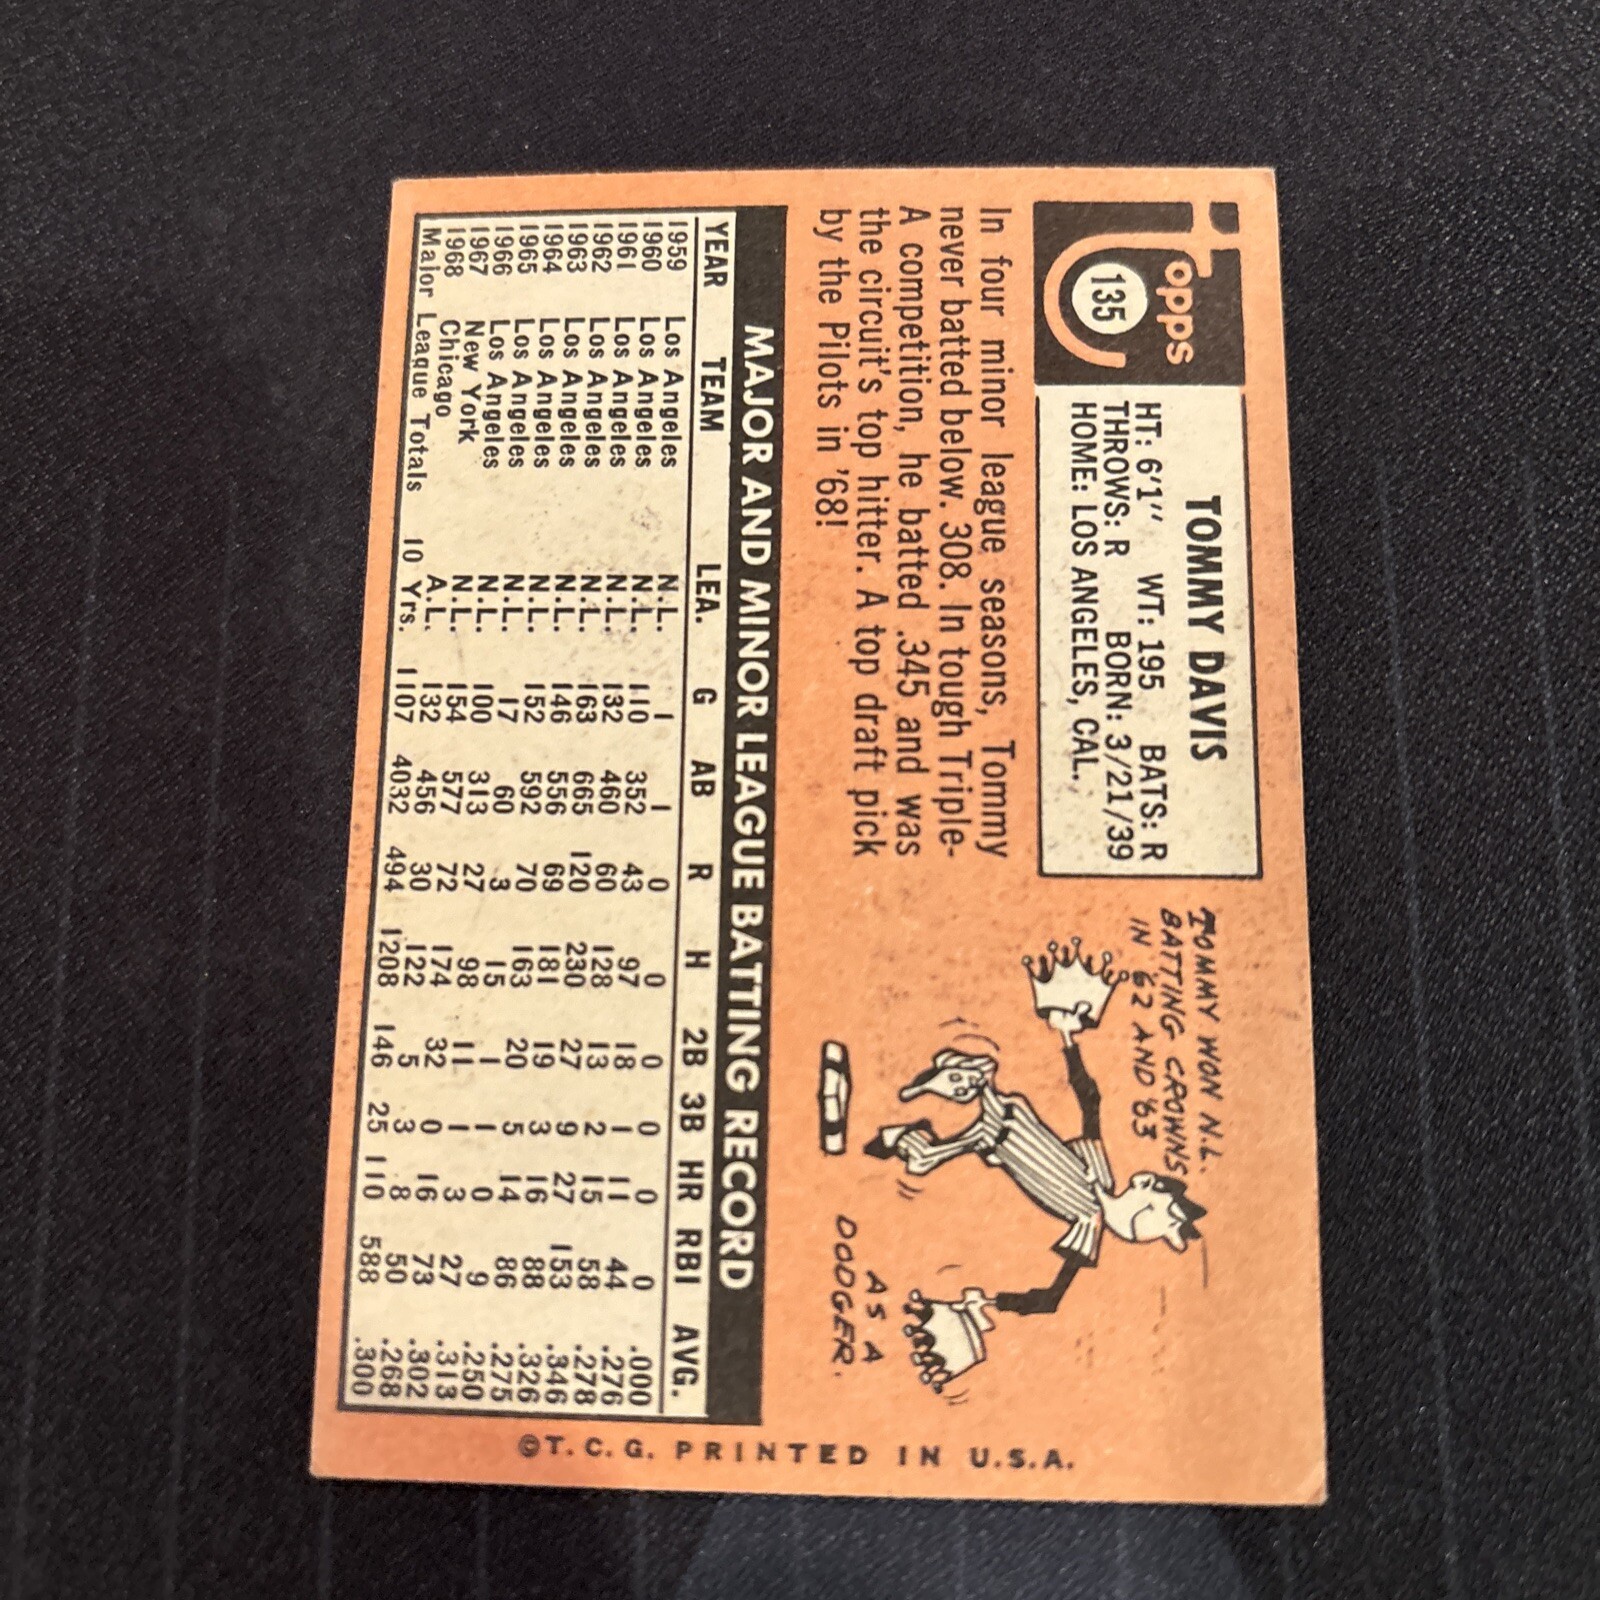 Topps
135
TOMMY DAVIS
HT: 6'1" WT: 195 BATS: R
THROWS: R BORN: 3/21/39
HOME: LOS ANGELES, CAL.
In four minor league seasons, Tommy
never batted below .308. In tough Triple-
A competition, he batted .345 and was
the circuit's top hitter. A top draft pick
by the Pilots in '68!
TOMMY WON N.L.
BATTING CROWNS
IN '62 AND '63
AS A
DODGER.
MAJOR AND MINOR LEAGUE BATTING RECORD
YEAR TEAM LEA. G AB R H 2B 3B HR RBI AVG.
1959 Los Angeles N.L. 1 1 0 0 0 0 0 0 .000
1960 Los Angeles N.L. 110 352 43 97 18 1 11 44 .276
1961 Los Angeles N.L. 132 460 60 128 13 2 15 58 .278
1962 Los Angeles N.L. 163 665 120 230 27 9 27 153 .346
1963 Los Angeles N.L. 146 556 69 181 19 3 16 88 .326
1964 Los Angeles N.L. 152 592 70 163 20 5 14 86 .275
1965 Los Angeles N.L. 17 60 3 15 1 1 0 9 .250
1966 Los Angeles N.L. 100 313 27 98 11 1 3 27 .313
1967 New York N.L. 154 577 72 174 32 0 16 73 .302
1968 Chicago A.L. 132 456 30 122 5 3 8 50 .268
Major League Totals 10 Yrs. 1107 4032 494 1208 146 25 110 588 .300
©T.C.G. PRINTED IN U.S.A.